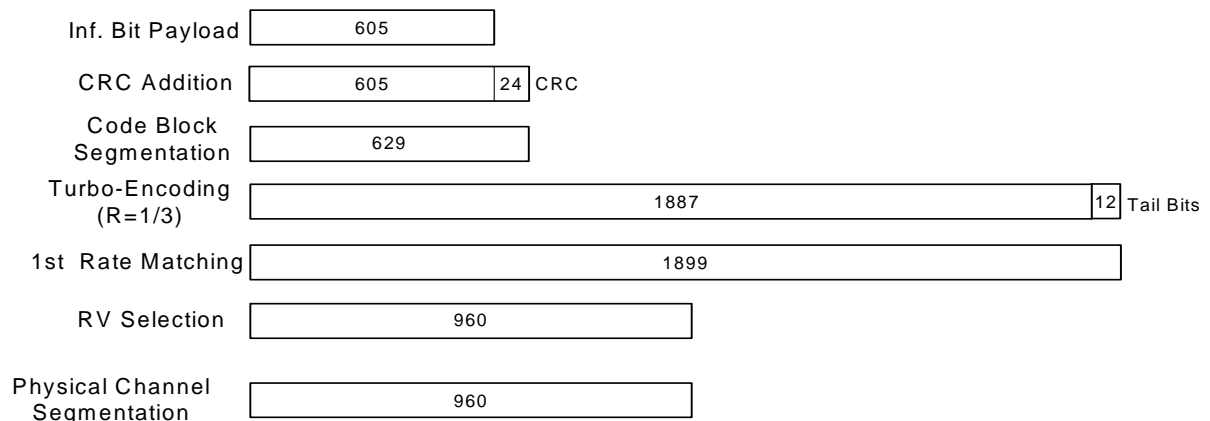 Inf. Bit Payload 605
CRC Addition 605 24 CRC
Code Block
Segmentation 629
Turbo-Encoding
(R=1/3) 1887 12 Tail Bits
1st Rate Matching 1899
RV Selection 960
Physical Channel
Segmentation 960